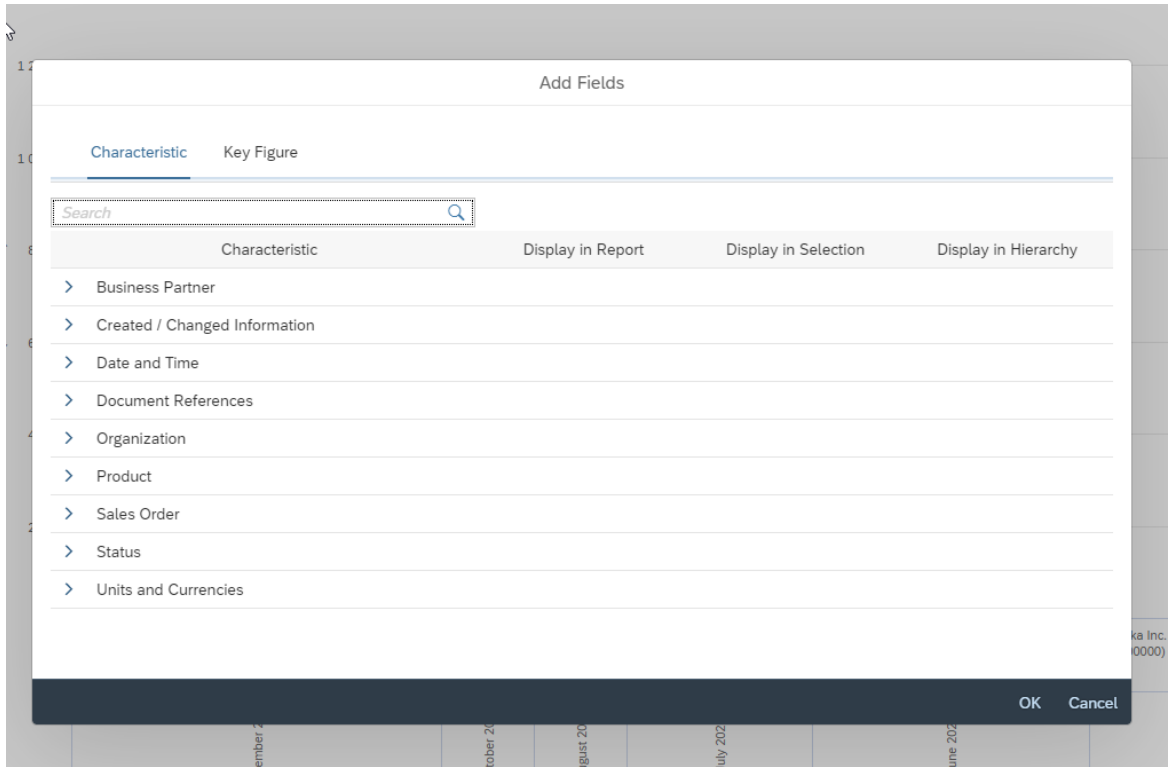 Add Fields
Characteristic Key Figure
Search
Characteristic Display in Report Display in Selection Display in Hierarchy
Business Partner
Created / Changed Information
Date and Time
Document References
Organization
Product
Sales Order
Status
Units and Currencies
OK Cancel